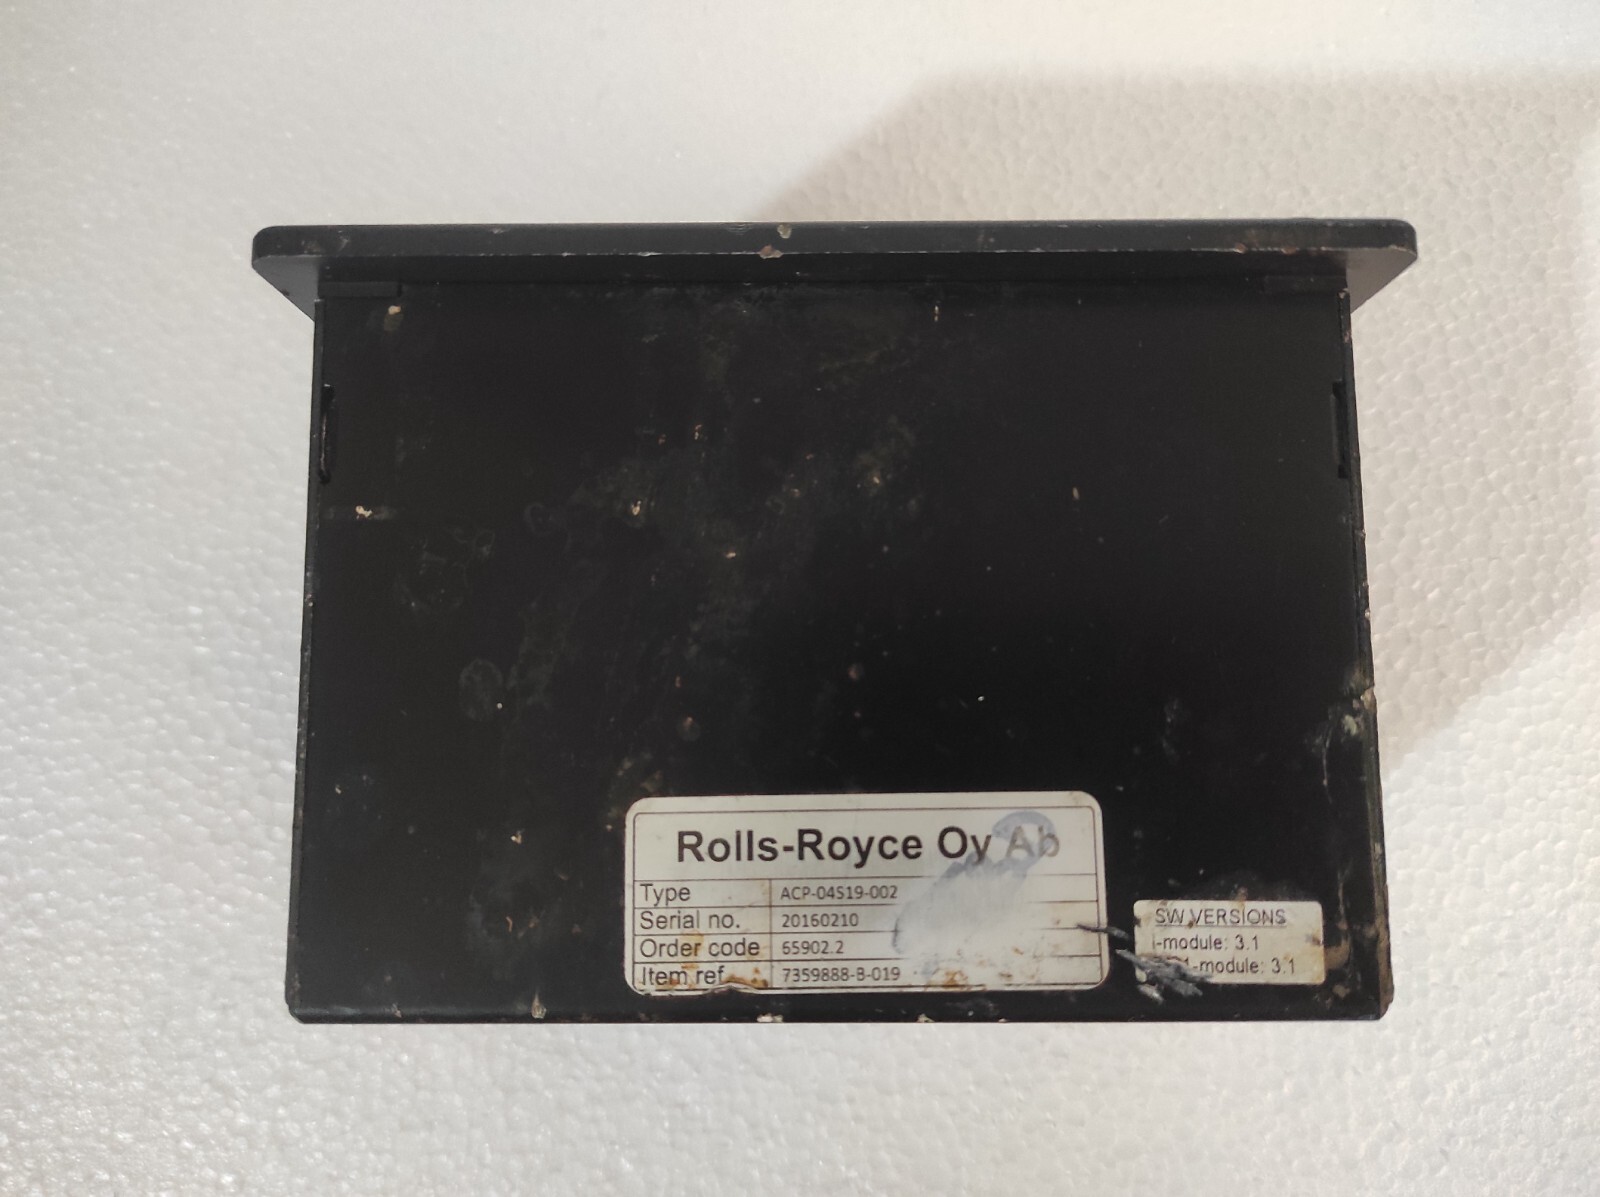 Rolls-Royce Oy Ab
Type ACP-04S19-002
Serial no. 20160210
Order code 65902.2
Item ref. 7359888-B-019
SW VERSIONS
I-module: 3.1
-module: 3.1